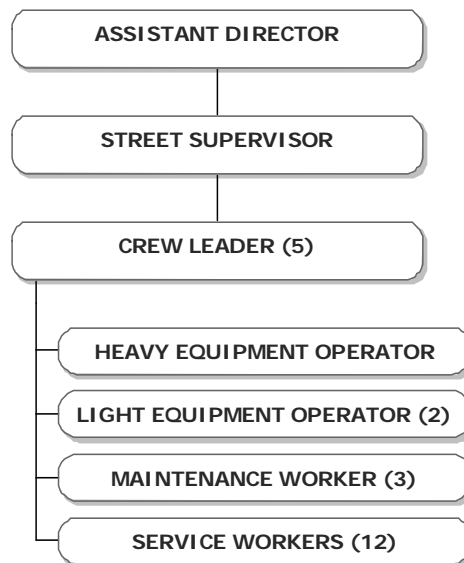 ASSISTANT DIRECTOR
STREET SUPERVISOR
CREW LEADER (5)
HEAVY EQUIPMENT OPERATOR
LIGHT EQUIPMENT OPERATOR (2)
MAINTENANCE WORKER (3)
SERVICE WORKERS (12)